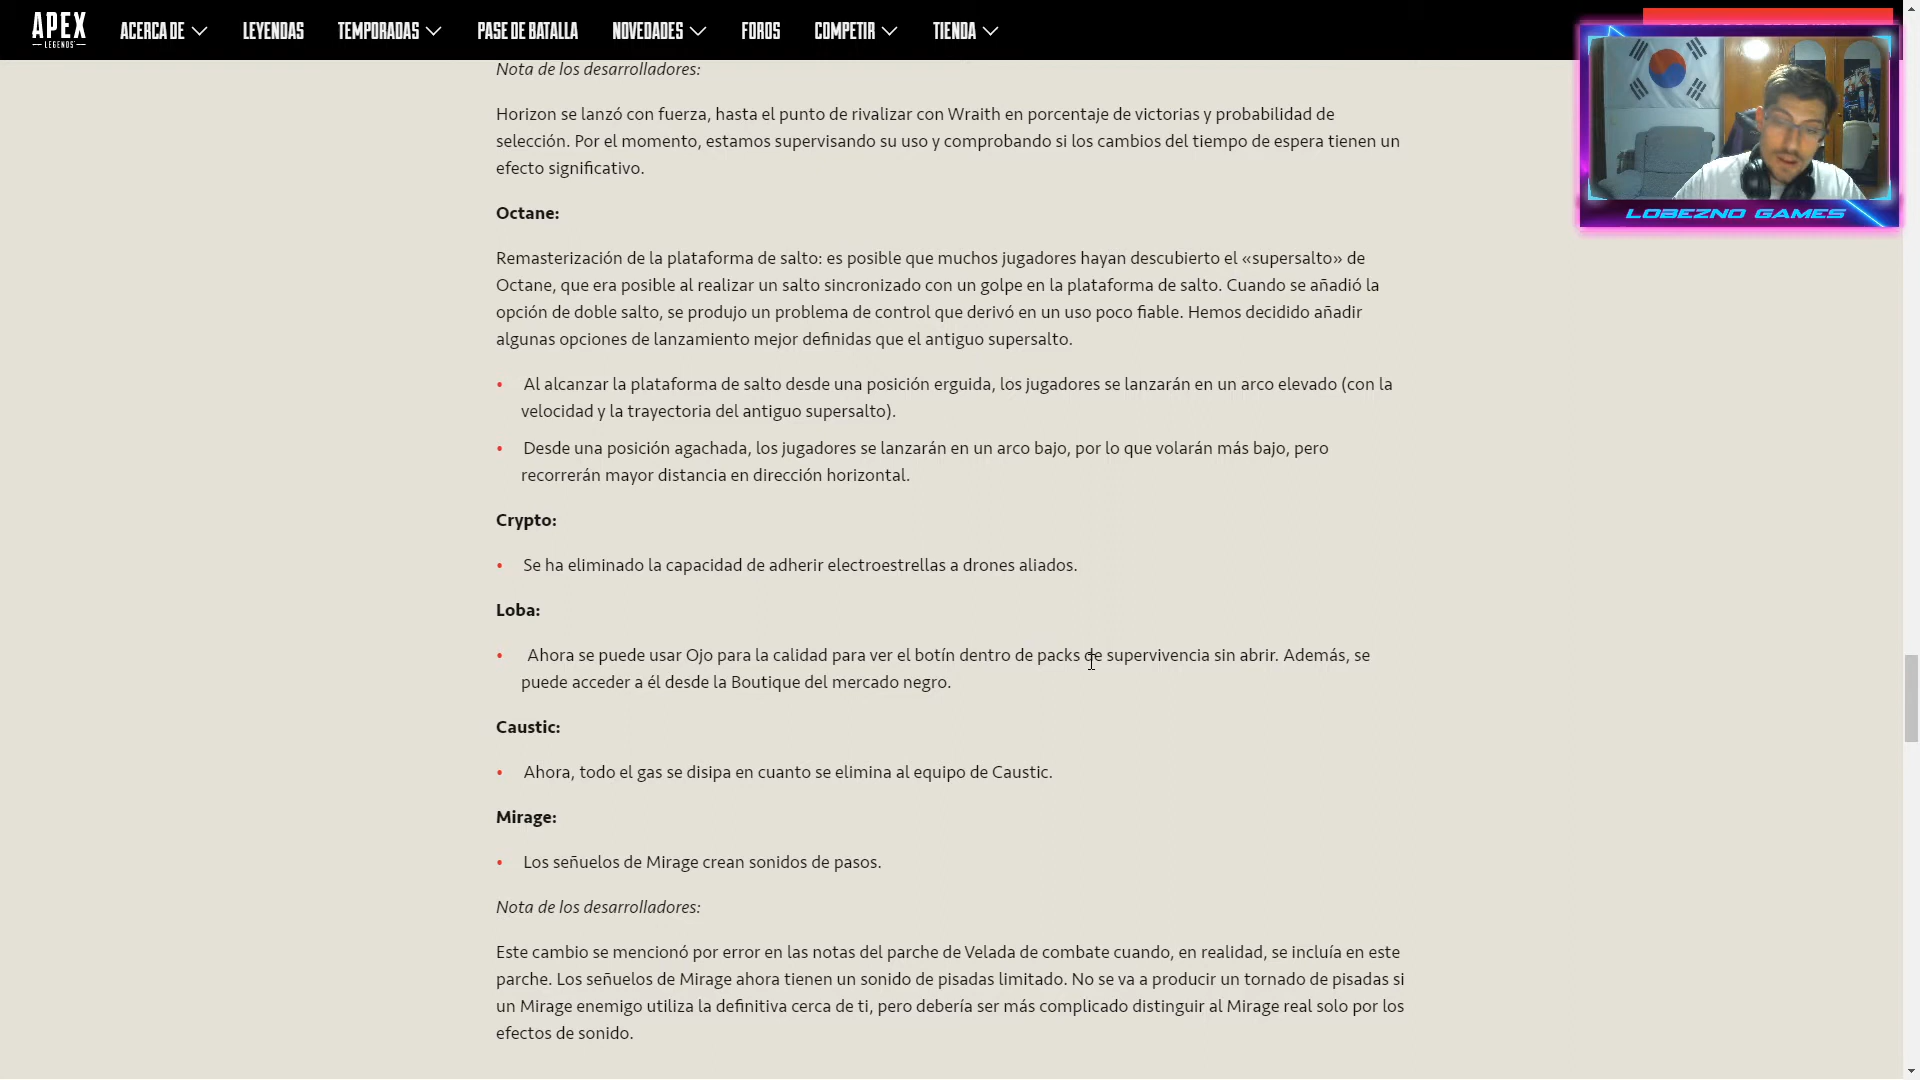 APEX
LEGENDS
ACERCA DE
LEYENDAS
TEMPORADAS
PASE DE BATALLA
NOVEDADES
FOROS
COMPETIR
TIENDA
Nota de los desarrolladores:
Horizon se lanzó con fuerza, hasta el punto de rivalizar con Wraith en porcentaje de victorias y probabilidad de
selección. Por el momento, estamos supervisando su uso y comprobando si los cambios del tiempo de espera tienen un
efecto significativo.
Octane:
Remasterización de la plataforma de salto: es posible que muchos jugadores hayan descubierto el «supersalto» de
Octane, que era posible al realizar un salto sincronizado con un golpe en la plataforma de salto. Cuando se añadió la
opción de doble salto, se produjo un problema de control que derivó en un uso poco fiable. Hemos decidido añadir
algunas opciones de lanzamiento mejor definidas que el antiguo supersalto.
• Al alcanzar la plataforma de salto desde una posición erguida, los jugadores se lanzarán en un arco elevado (con la
velocidad y la trayectoria del antiguo supersalto).
• Desde una posición agachada, los jugadores se lanzarán en un arco bajo, por lo que volarán más bajo, pero
recorrerán mayor distancia en dirección horizontal.
Crypto:
• Se ha eliminado la capacidad de adherir electroestrellas a drones aliados.
Loba:
• Ahora se puede usar Ojo para la calidad para ver el botín dentro de packs de supervivencia sin abrir. Además, se
puede acceder a él desde la Boutique del mercado negro.
Caustic:
• Ahora, todo el gas se disipa en cuanto se elimina al equipo de Caustic.
Mirage:
• Los señuelos de Mirage crean sonidos de pasos.
Nota de los desarrolladores:
Este cambio se mencionó por error en las notas del parche de Velada de combate cuando, en realidad, se incluía en este
parche. Los señuelos de Mirage ahora tienen un sonido de pisadas limitado. No se va a producir un tornado de pisadas si
un Mirage enemigo utiliza la definitiva cerca de ti, pero debería ser más complicado distinguir al Mirage real solo por los
efectos de sonido.
LOBEZNO GAMES